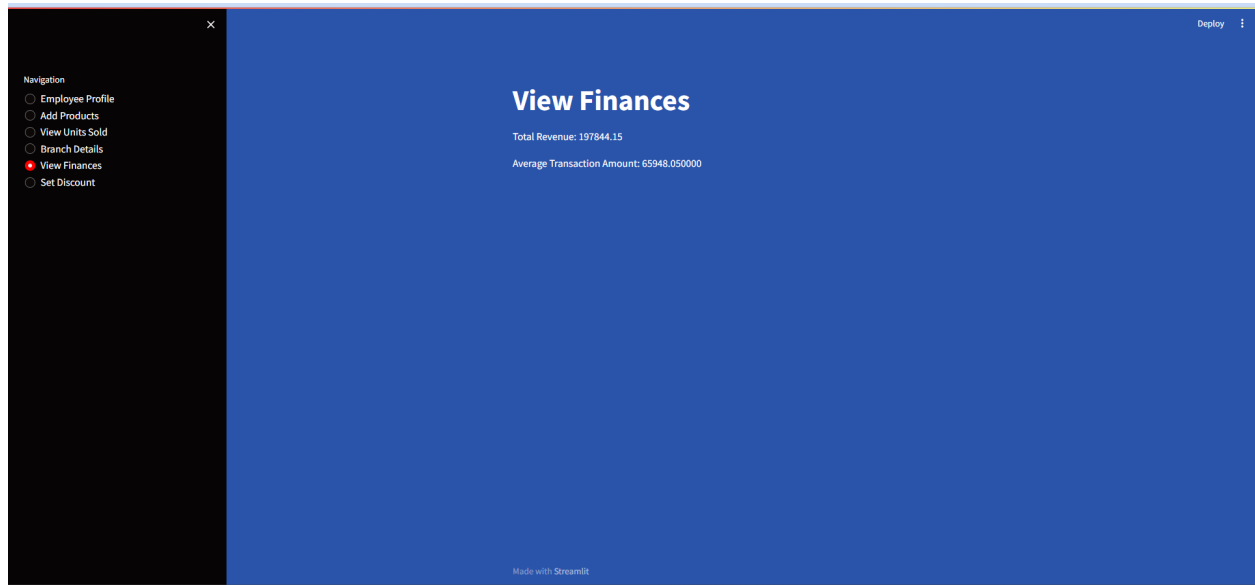 Deploy
Navigation
Employee Profile
Add Products
View Units Sold
Branch Details
View Finances
Set Discount
View Finances
Total Revenue: 197844.15
Average Transaction Amount: 65948.050000
Made with Streamlit